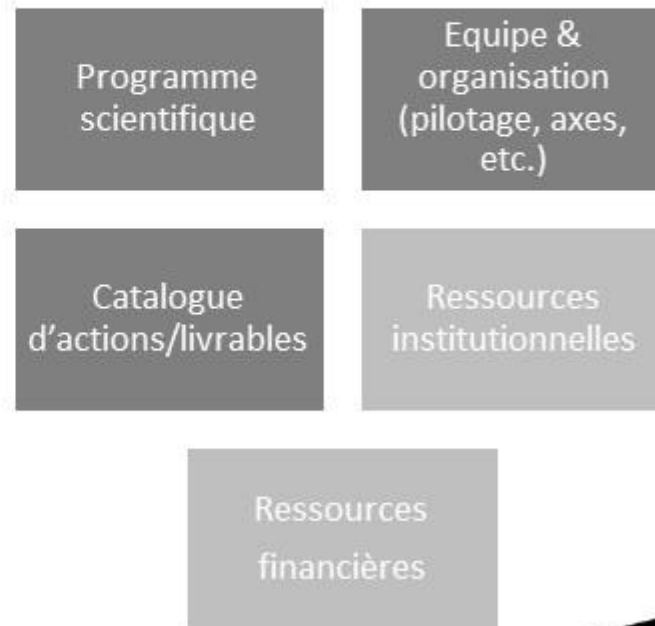 Programme
scientifique
Equipe &
organisation
(pilotage, axes,
etc.)
Catalogue
d’actions/livrables
Ressources
institutionnelles
Ressources
financières